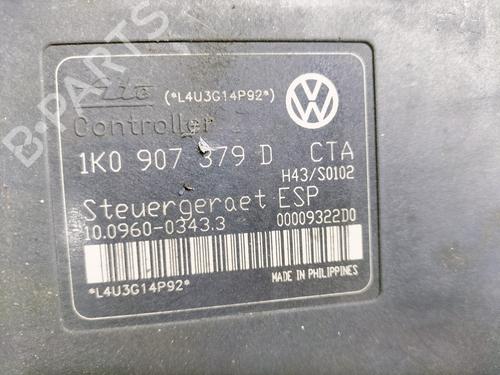 Ate (*L4U3G14P92*)
Controller
1K0 907 379 D CTA
H43/S0102
Steuergeraet ESP
10.0960-0343.3 00009322D0
*L4U3G14P92* MADE IN PHILIPPINES
B-PARTS